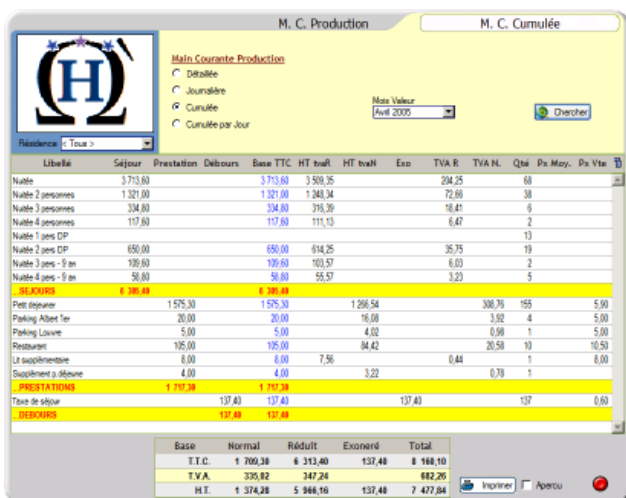 M. C. Production
M. C. Cumulée
Main Courante Production
Détaillée
Journalière
Cumulée
Cumulée par Jour
Mois Valeur
Avril 2005
Chercher
Résidence < Tous >
Libellé Séjour Prestation Débours Base TTC HT tvaR HT tvaN Exo TVA R TVA N. Qté Px.Moy. Px Vte
Nuitée 3 713,60 3 713,60 3 509,35 204,25 68
Nuitée 2 personnes 1 321,00 1 321,00 1 248,34 72,66 38
Nuitée 3 personnes 334,80 334,80 316,39 18,41 6
Nuitée 4 personnes 117,60 117,60 111,13 6,47 2
Nuitée 1 pers DP 13
Nuitée 2 pers DP 650,00 650,00 614,25 35,75 19
Nuitée 3 pers - 9 an 109,60 109,60 103,57 6,03 2
Nuitée 4 pers - 9 an 58,80 58,80 55,57 3,23 5
...SEJOURS 6 305,40 6 305,40
Petit dejeuner 1 575,30 1 575,30 1 266,54 308,76 155 5,90
Parking Albert 1er 20,00 20,00 16,08 3,92 4 5,00
Parking Louvre 5,00 5,00 4,02 0,98 1 5,00
Restaurant 105,00 105,00 84,42 20,58 10 10,50
Lit supplémentaire 8,00 8,00 7,56 0,44 1 8,00
Supplément p.déjeune 4,00 4,00 3,22 0,78 1
...PRESTATIONS 1 717,30 1 717,30
Taxe de séjour 137,40 137,40 137,40 137 0,60
...DEBOURS 137,40 137,40
Base Normal Réduit Exoneré Total
T.T.C. 1 709,30 6 313,40 137,40 8 160,10
T.V.A. 335,02 347,24 682,26
H.T. 1 374,28 5 966,16 137,40 7 477,84
Imprimer Apercu